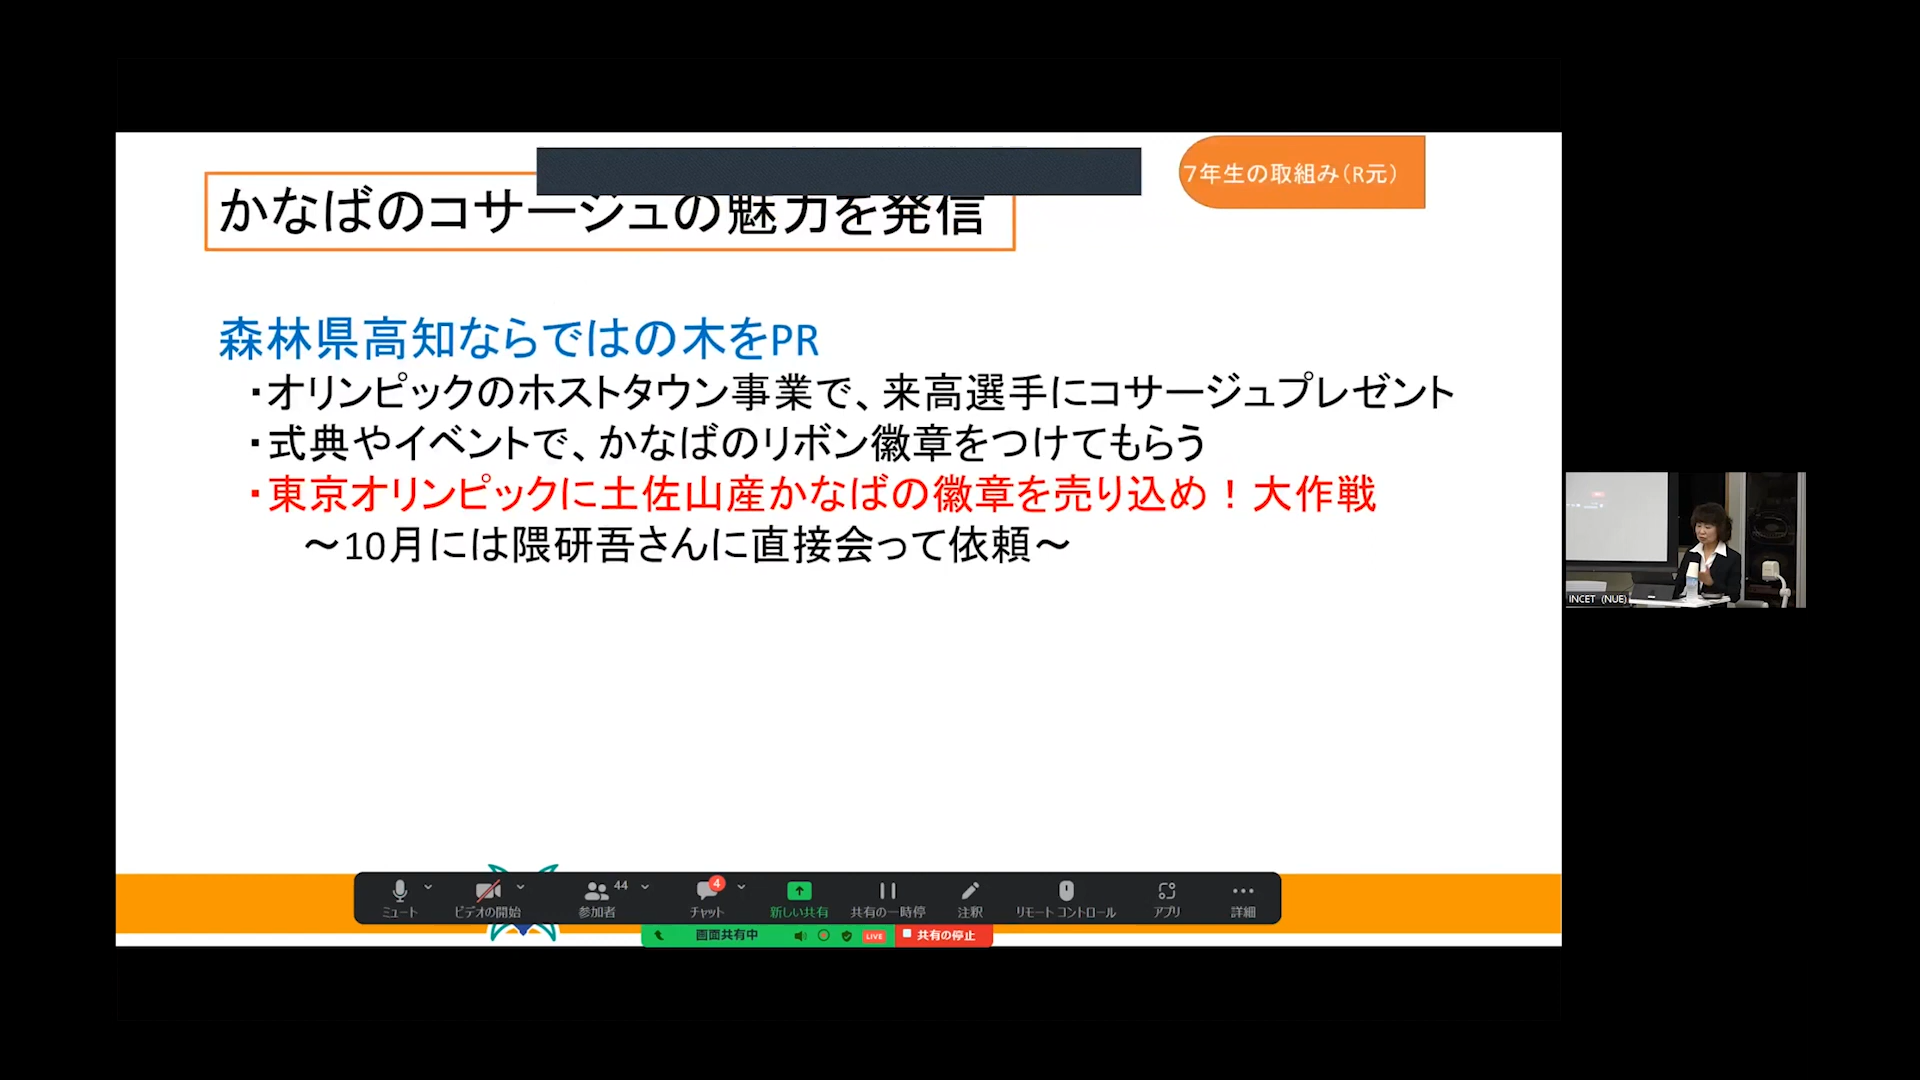 7年生の取組み(R元)
かなばのコサージュの魅力を発信
森林県高知ならではの木をPR
・オリンピックのホストタウン事業で、来高選手にコサージュプレゼント
・式典やイベントで、かなばのリボン徽章をつけてもらう
・東京オリンピックに土佐山産かなばの徽章を売り込め！大作戦
～10月には隈研吾さんに直接会って依頼～
INCET (NUE)
44
4
ミュート ビデオの開始 参加者 チャット 新しい共有 共有の一時停 注釈 リモート コントロール アプリ 詳細
画面共有中 LIVE 共有の停止